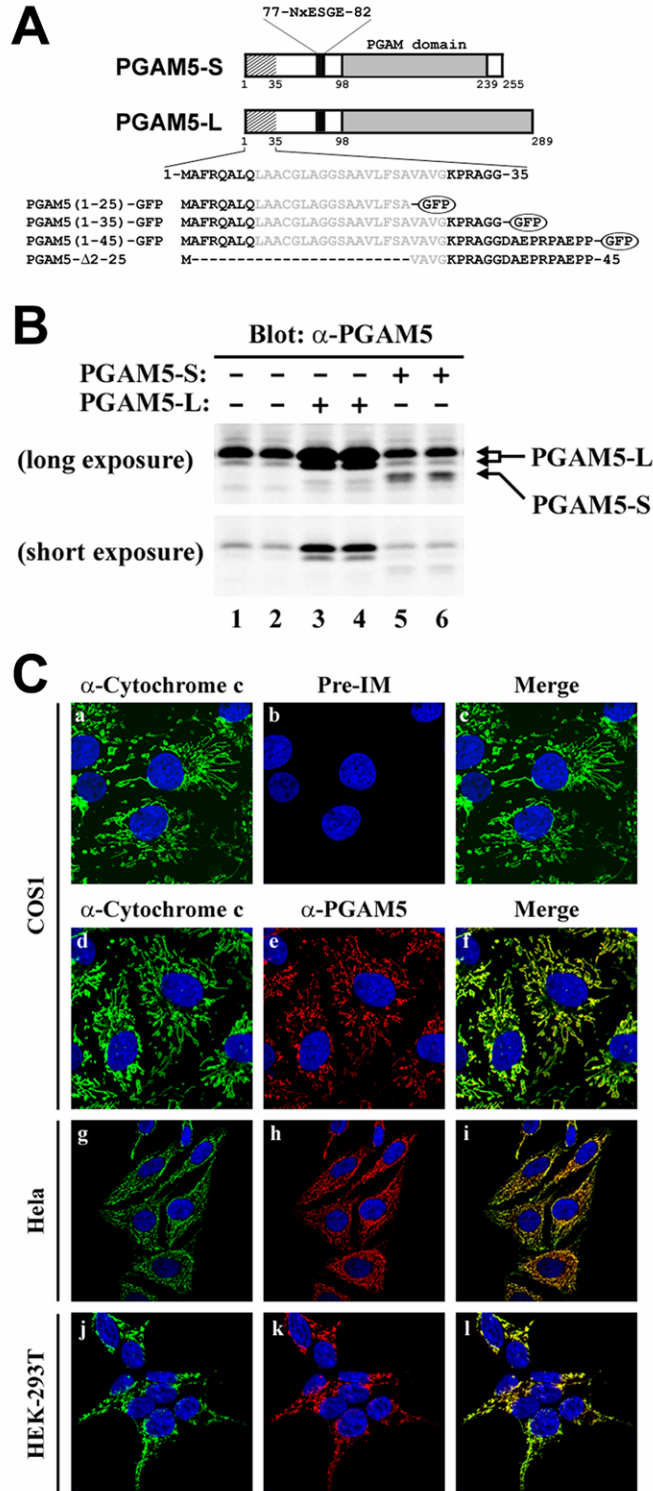 A
77-NxESGE-82
PGAM domain
PGAM5-S
1 35 98 239 255
PGAM5-L
1 35 98 289
1-MAFRQALQLAACGLAGGSAAVLFSAVAVGKPRAGG-35
PGAM5(1-25)-GFP MAFRQALQLAACGLAGGSAAVLFSA-GFP
PGAM5(1-35)-GFP MAFRQALQLAACGLAGGSAAVLFSAVAVGKPRAGG-GFP
PGAM5(1-45)-GFP MAFRQALQLAACGLAGGSAAVLFSAVAVGKPRAGGDAEPRPAEPP-GFP
PGAM5-Δ2-25 M------------------------VAVGKPRAGGDAEPRPAEPP-45
B
Blot: α-PGAM5
PGAM5-S: - - - - + +
PGAM5-L: - - + + - -
(long exposure)
PGAM5-L
PGAM5-S
(short exposure)
1 2 3 4 5 6
C
α-Cytochrome c Pre-IM Merge
a b c
COS1
α-Cytochrome c α-PGAM5 Merge
d e f
Hela
g h i
HEK-293T
j k l